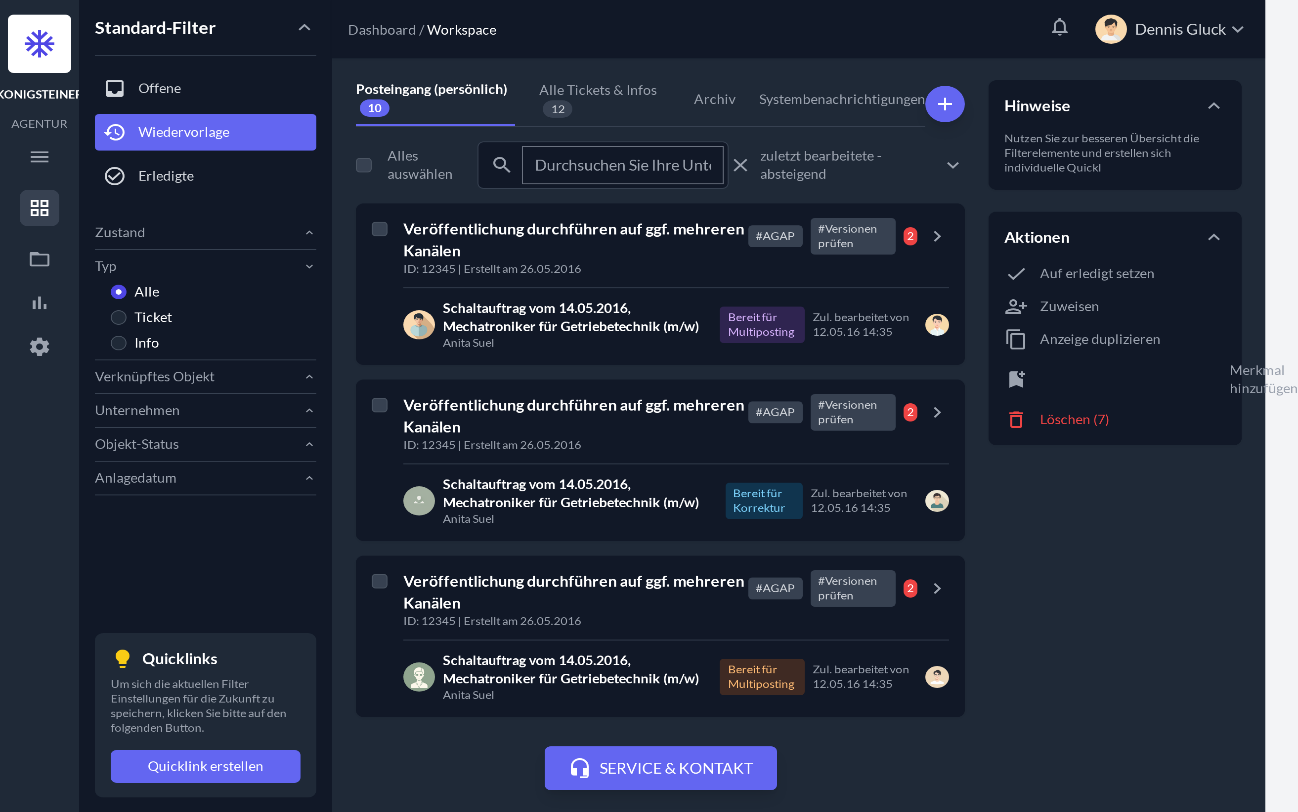 KONIGSTEINER
AGENTUR
Standard-Filter
Offene
Wiedervorlage
Erledigte
Zustand
Typ
Alle
Ticket
Info
Verknüpftes Objekt
Unternehmen
Objekt-Status
Anlagedatum
Quicklinks
Um sich die aktuellen Filter
Einstellungen für die Zukunft zu
speichern, klicken Sie bitte auf den
folgenden Button.
Quicklink erstellen
Dashboard / Workspace
Dennis Gluck
Posteingang (persönlich)
10
Alle Tickets & Infos
12
Archiv
Systembenachrichtigungen
Alles
auswählen
Durchsuchen Sie Ihre Unte
zuletzt bearbeitete -
absteigend
Veröffentlichung durchführen auf ggf. mehreren
Kanälen
ID: 12345 | Erstellt am 26.05.2016
#AGAP
#Versionen
prüfen
2
Schaltauftrag vom 14.05.2016,
Mechatroniker für Getriebetechnik (m/w)
Anita Suel
Bereit für
Multiposting
Zul. bearbeitet von
12.05.16 14:35
Veröffentlichung durchführen auf ggf. mehreren
Kanälen
ID: 12345 | Erstellt am 26.05.2016
#AGAP
#Versionen
prüfen
2
Schaltauftrag vom 14.05.2016,
Mechatroniker für Getriebetechnik (m/w)
Anita Suel
Bereit für
Korrektur
Zul. bearbeitet von
12.05.16 14:35
Veröffentlichung durchführen auf ggf. mehreren
Kanälen
ID: 12345 | Erstellt am 26.05.2016
#AGAP
#Versionen
prüfen
2
Schaltauftrag vom 14.05.2016,
Mechatroniker für Getriebetechnik (m/w)
Anita Suel
Bereit für
Multiposting
Zul. bearbeitet von
12.05.16 14:35
SERVICE & KONTAKT
Hinweise
Nutzen Sie zur besseren Übersicht die
Filterelemente und erstellen sich
individuelle Quickl
Aktionen
Auf erledigt setzen
Zuweisen
Anzeige duplizieren
Merkmal
hinzufügen
Löschen (7)